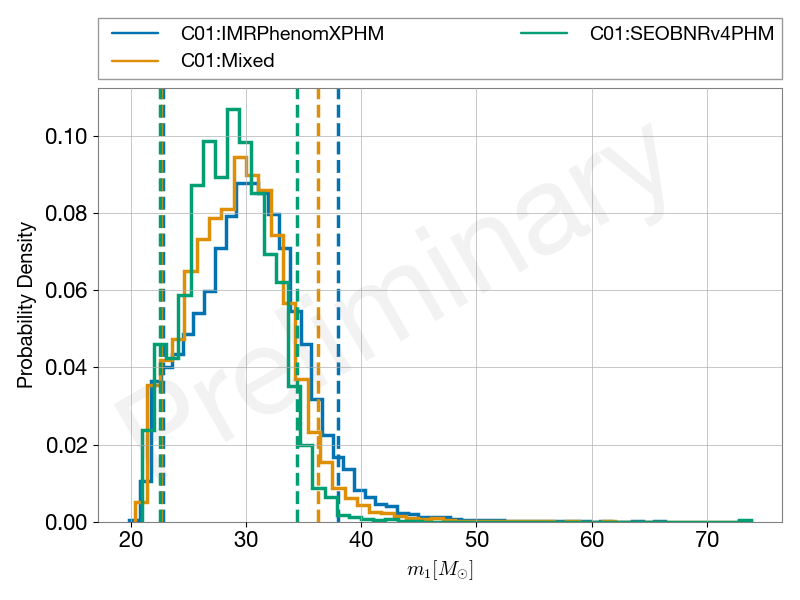 C01:IMRPhenomXPHM
C01:Mixed
C01:SEOBNRv4PHM
Preliminary
Probability Density
0.10
0.08
0.06
0.04
0.02
0.00
20 30 40 50 60 70
m₁[M⊙]